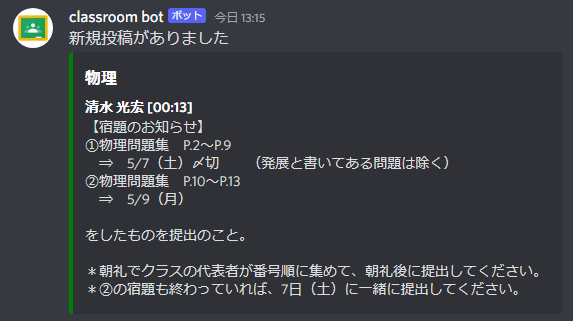 classroom bot ボット 今日 13:15
新規投稿がありました
物理
清水 光宏 [00:13]
【宿題のお知らせ】
①物理問題集　P.2～P.9
　⇒　5/7（土）〆切　　（発展と書いてある問題は除く）
②物理問題集　P.10～P.13
　⇒　5/9（月）
をしたものを提出のこと。
＊朝礼でクラスの代表者が番号順に集めて、朝礼後に提出してください。
＊②の宿題も終わっていれば、7日（土）に一緒に提出してください。